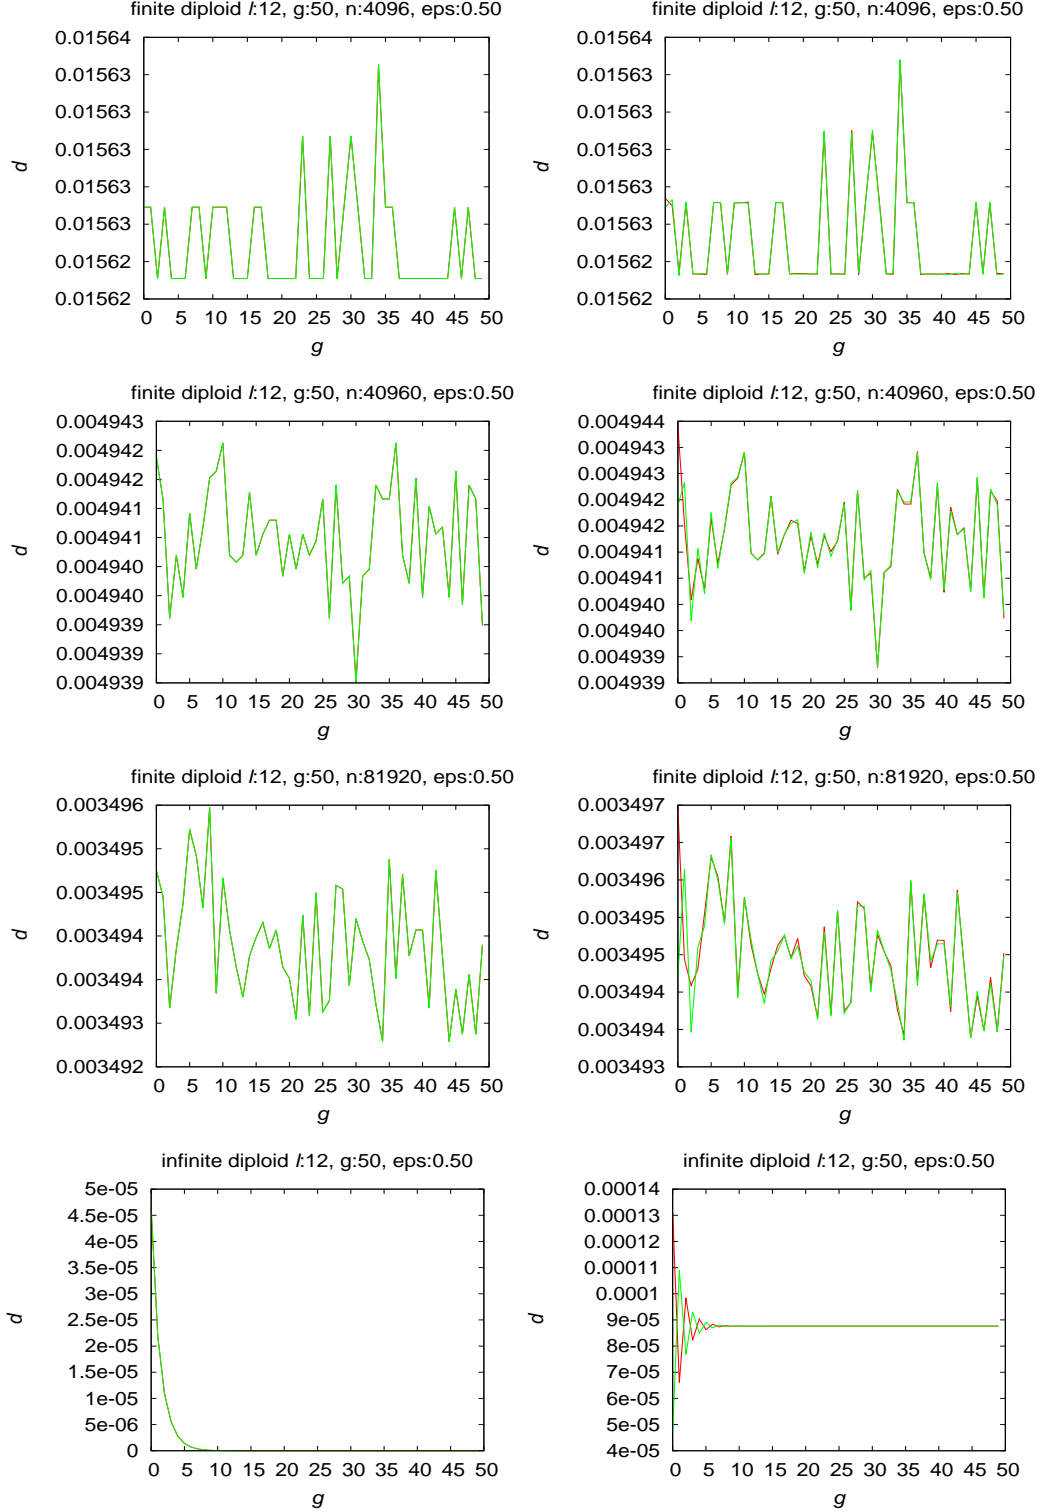 finite diploid l:12, g:50, n:4096, eps:0.50
0.01564
0.01563
0.01563
0.01563
0.01563
0.01563
0.01562
0.01562
d
0 5 10 15 20 25 30 35 40 45 50
g
finite diploid l:12, g:50, n:4096, eps:0.50
0.01564
0.01563
0.01563
0.01563
0.01563
0.01563
0.01562
0.01562
d
0 5 10 15 20 25 30 35 40 45 50
g
finite diploid l:12, g:50, n:40960, eps:0.50
0.004943
0.004942
0.004942
0.004941
0.004941
0.004940
0.004940
0.004939
0.004939
0.004939
d
0 5 10 15 20 25 30 35 40 45 50
g
finite diploid l:12, g:50, n:40960, eps:0.50
0.004944
0.004943
0.004943
0.004942
0.004942
0.004941
0.004941
0.004940
0.004940
0.004939
0.004939
d
0 5 10 15 20 25 30 35 40 45 50
g
finite diploid l:12, g:50, n:81920, eps:0.50
0.003496
0.003495
0.003495
0.003494
0.003494
0.003493
0.003492
d
0 5 10 15 20 25 30 35 40 45 50
g
finite diploid l:12, g:50, n:81920, eps:0.50
0.003497
0.003497
0.003496
0.003495
0.003495
0.003494
0.003494
0.003493
d
0 5 10 15 20 25 30 35 40 45 50
g
infinite diploid l:12, g:50, eps:0.50
5e-05
4.5e-05
4e-05
3.5e-05
3e-05
2.5e-05
2e-05
1.5e-05
1e-05
5e-06
0
d
0 5 10 15 20 25 30 35 40 45 50
g
infinite diploid l:12, g:50, eps:0.50
0.00014
0.00013
0.00012
0.00011
0.0001
9e-05
8e-05
7e-05
6e-05
5e-05
4e-05
d
0 5 10 15 20 25 30 35 40 45 50
g